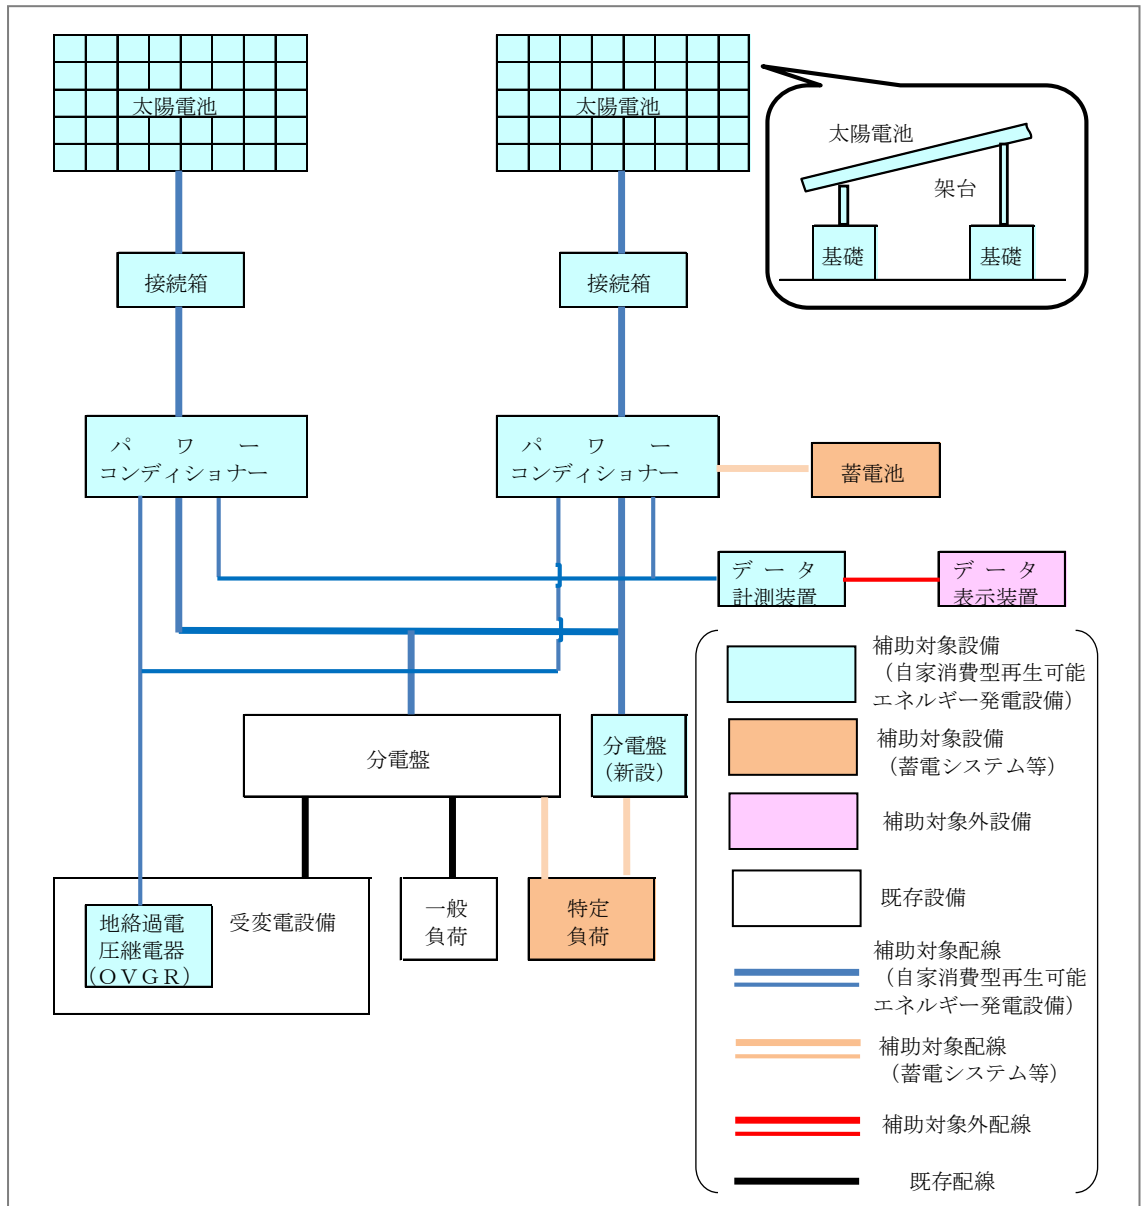 太陽電池
太陽電池
太陽電池
架台
基礎
基礎
接続箱
接続箱
パワー
コンディショナー
パワー
コンディショナー
蓄電池
データ
計測装置
データ
表示装置
分電盤
分電盤
(新設)
地絡過電
圧継電器
(OVGR)
受変電設備
一般
負荷
特定
負荷
補助対象設備
（自家消費型再生可能
エネルギー発電設備）
補助対象設備
（蓄電システム等）
補助対象外設備
既存設備
補助対象配線
（自家消費型再生可能
エネルギー発電設備）
補助対象配線
（蓄電システム等）
補助対象外配線
既存配線